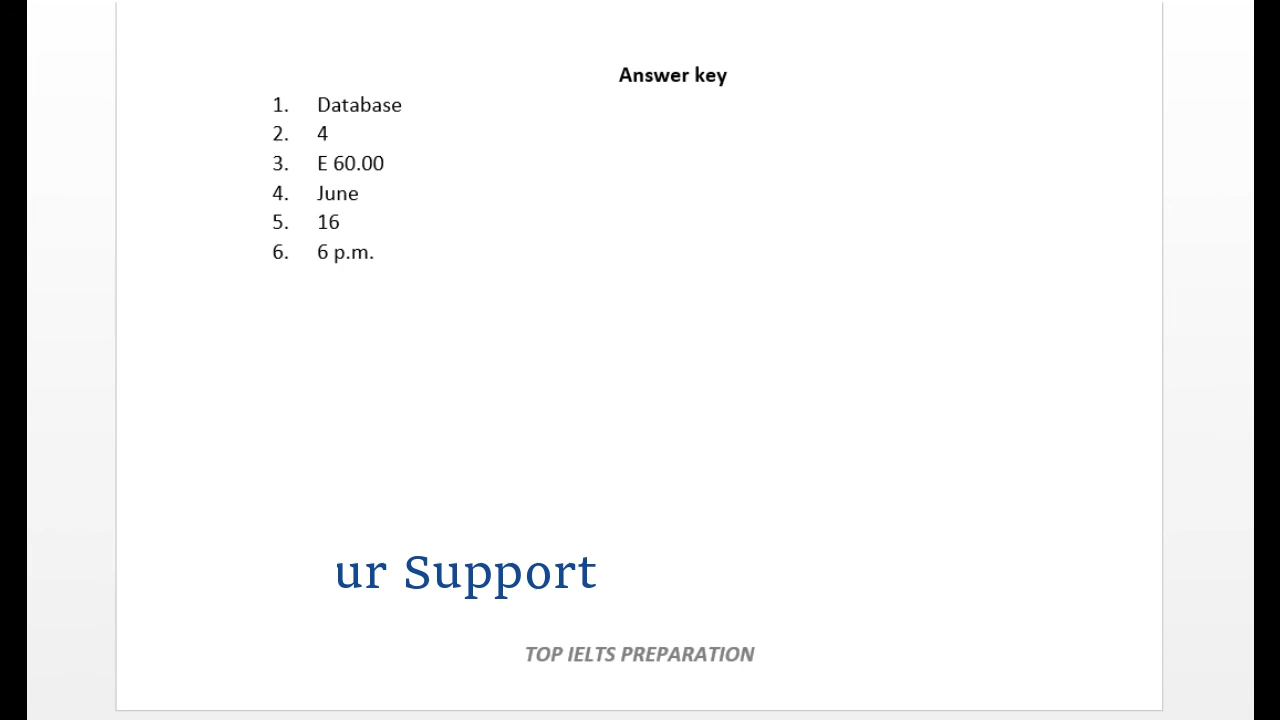 Answer key
1. Database
2. 4
3. E 60.00
4. June
5. 16
6. 6 p.m.
ur Support
TOP IELTS PREPARATION